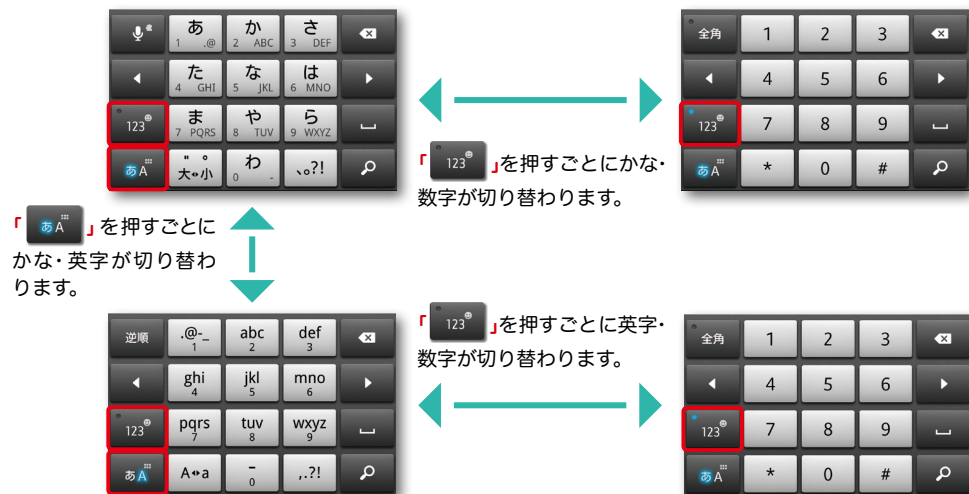 あ 1 .@ か 2 ABC さ 3 DEF
た 4 GHI な 5 JKL は 6 MNO
123 ま 7 PQRS や 8 TUV ら 9 WXYZ
あA 大⇔小 わ 0 - 、。?!
全角 1 2 3
4 5 6
123 7 8 9
あA * 0 #
「123」を押すごとにかな・
数字が切り替わります。
「あA」を押すごとに
かな・英字が切り替わ
ります。
逆順 .@-_ 1 abc 2 def 3
ghi 4 jkl 5 mno 6
123 pqrs 7 tuv 8 wxyz 9
あA A⇔a - 0 ,.?!
「123」を押すごとに英字・
数字が切り替わります。
全角 1 2 3
4 5 6
123 7 8 9
あA * 0 #